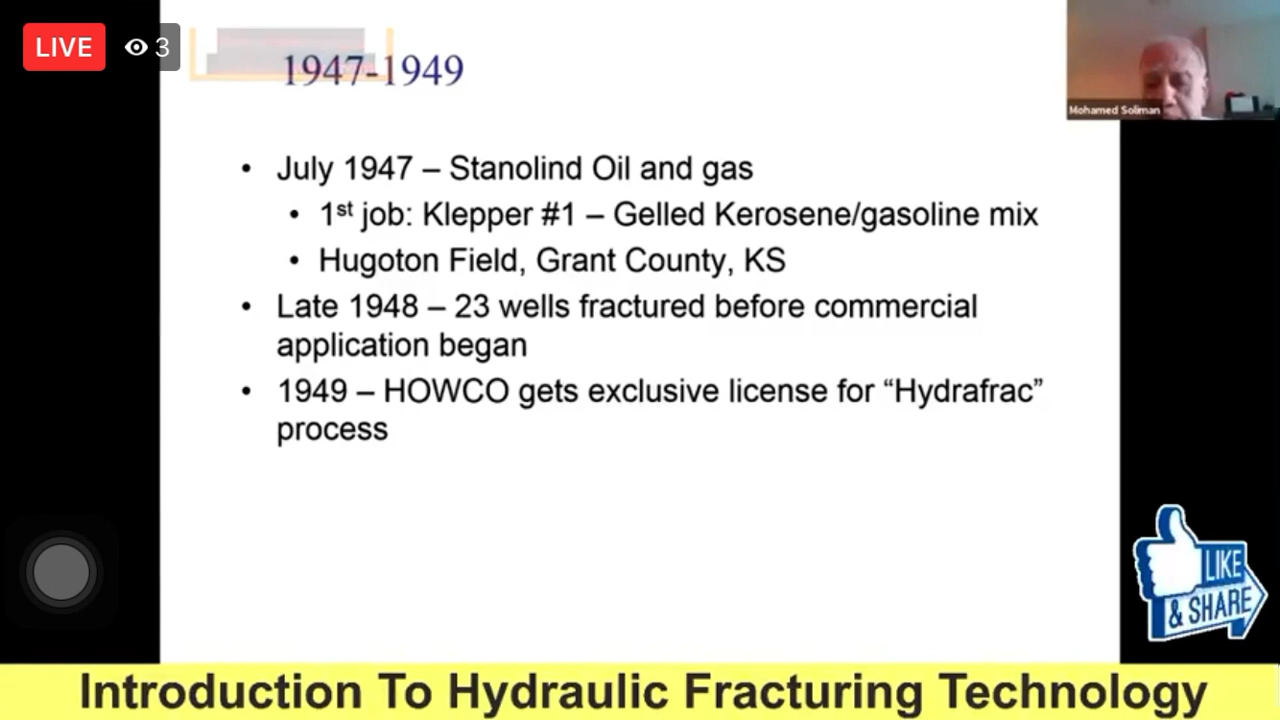 LIVE 3
1947-1949
Mohamed Soliman
• July 1947 – Stanolind Oil and gas
• 1st job: Klepper #1 – Gelled Kerosene/gasoline mix
• Hugoton Field, Grant County, KS
• Late 1948 – 23 wells fractured before commercial
application began
• 1949 – HOWCO gets exclusive license for “Hydrafrac”
process
LIKE
& SHARE
Introduction To Hydraulic Fracturing Technology